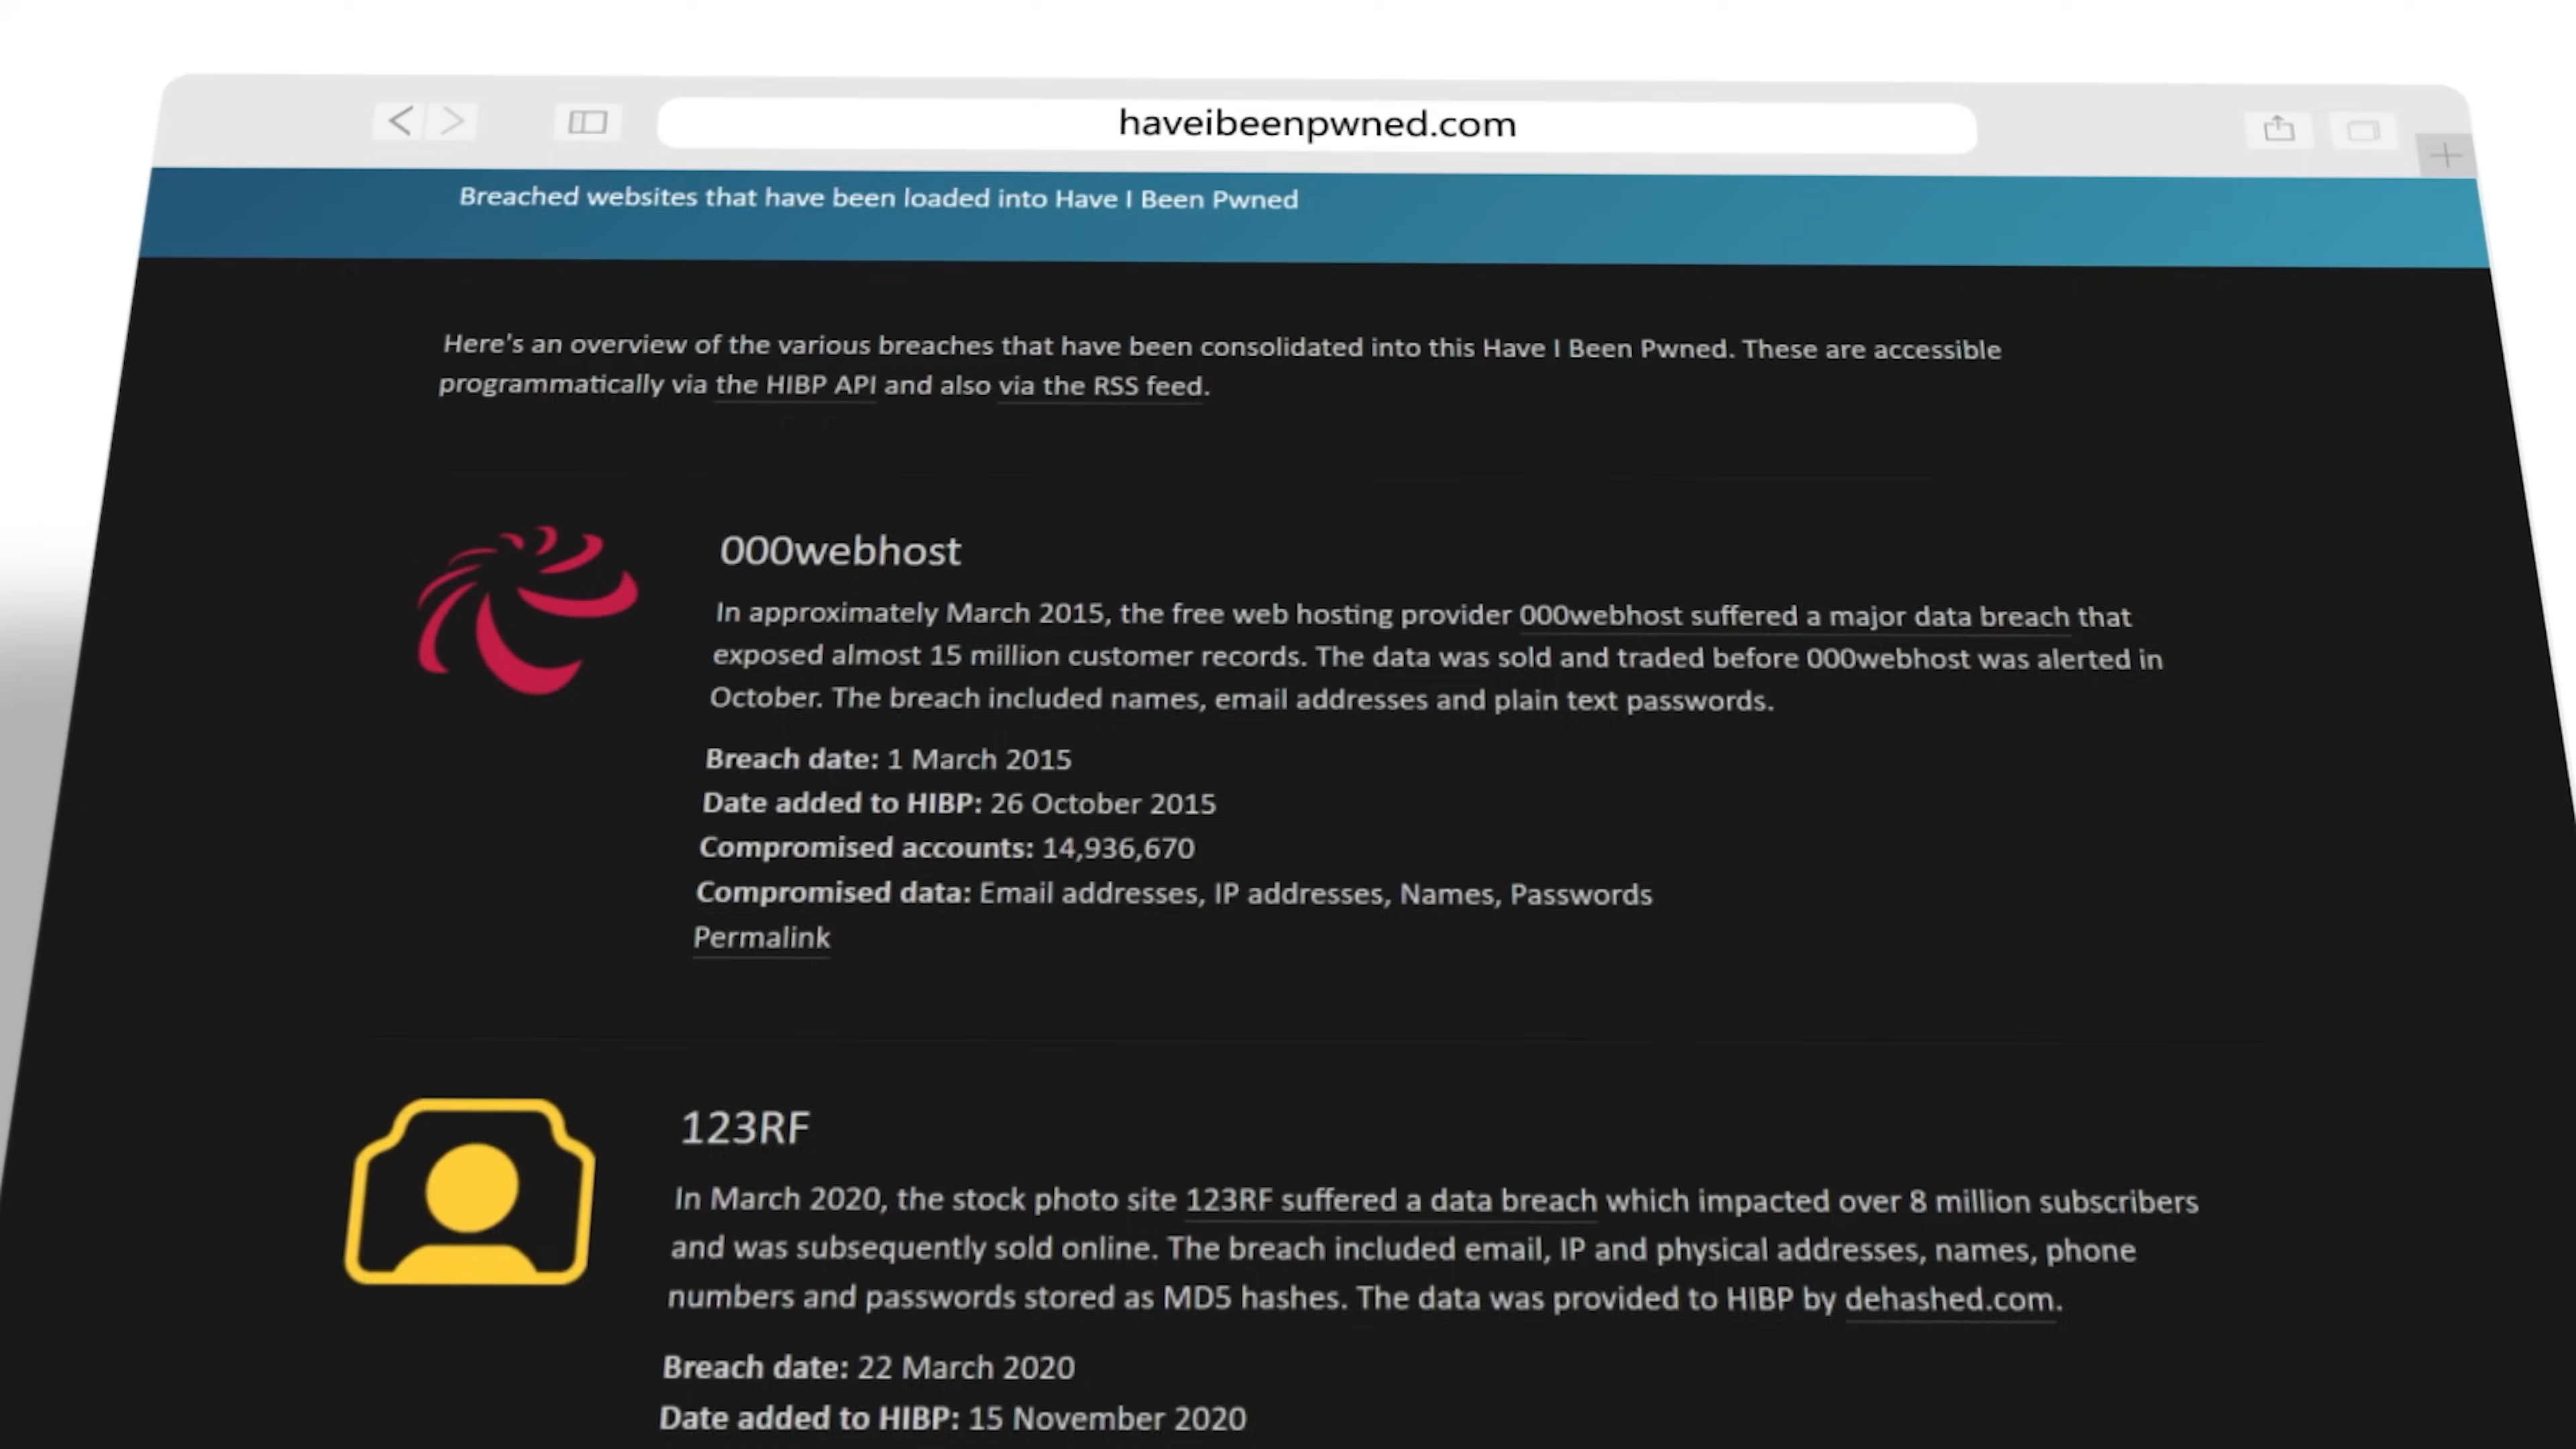 haveibeenpwned.com
Breached websites that have been loaded into Have I Been Pwned
Here's an overview of the various breaches that have been consolidated into this Have I Been Pwned. These are accessible
programmatically via the HIBP API and also via the RSS feed.
000webhost
In approximately March 2015, the free web hosting provider 000webhost suffered a major data breach that
exposed almost 15 million customer records. The data was sold and traded before 000webhost was alerted in
October. The breach included names, email addresses and plain text passwords.
Breach date: 1 March 2015
Date added to HIBP: 26 October 2015
Compromised accounts: 14,936,670
Compromised data: Email addresses, IP addresses, Names, Passwords
Permalink
123RF
In March 2020, the stock photo site 123RF suffered a data breach which impacted over 8 million subscribers
and was subsequently sold online. The breach included email, IP and physical addresses, names, phone
numbers and passwords stored as MD5 hashes. The data was provided to HIBP by dehashed.com.
Breach date: 22 March 2020
Date added to HIBP: 15 November 2020